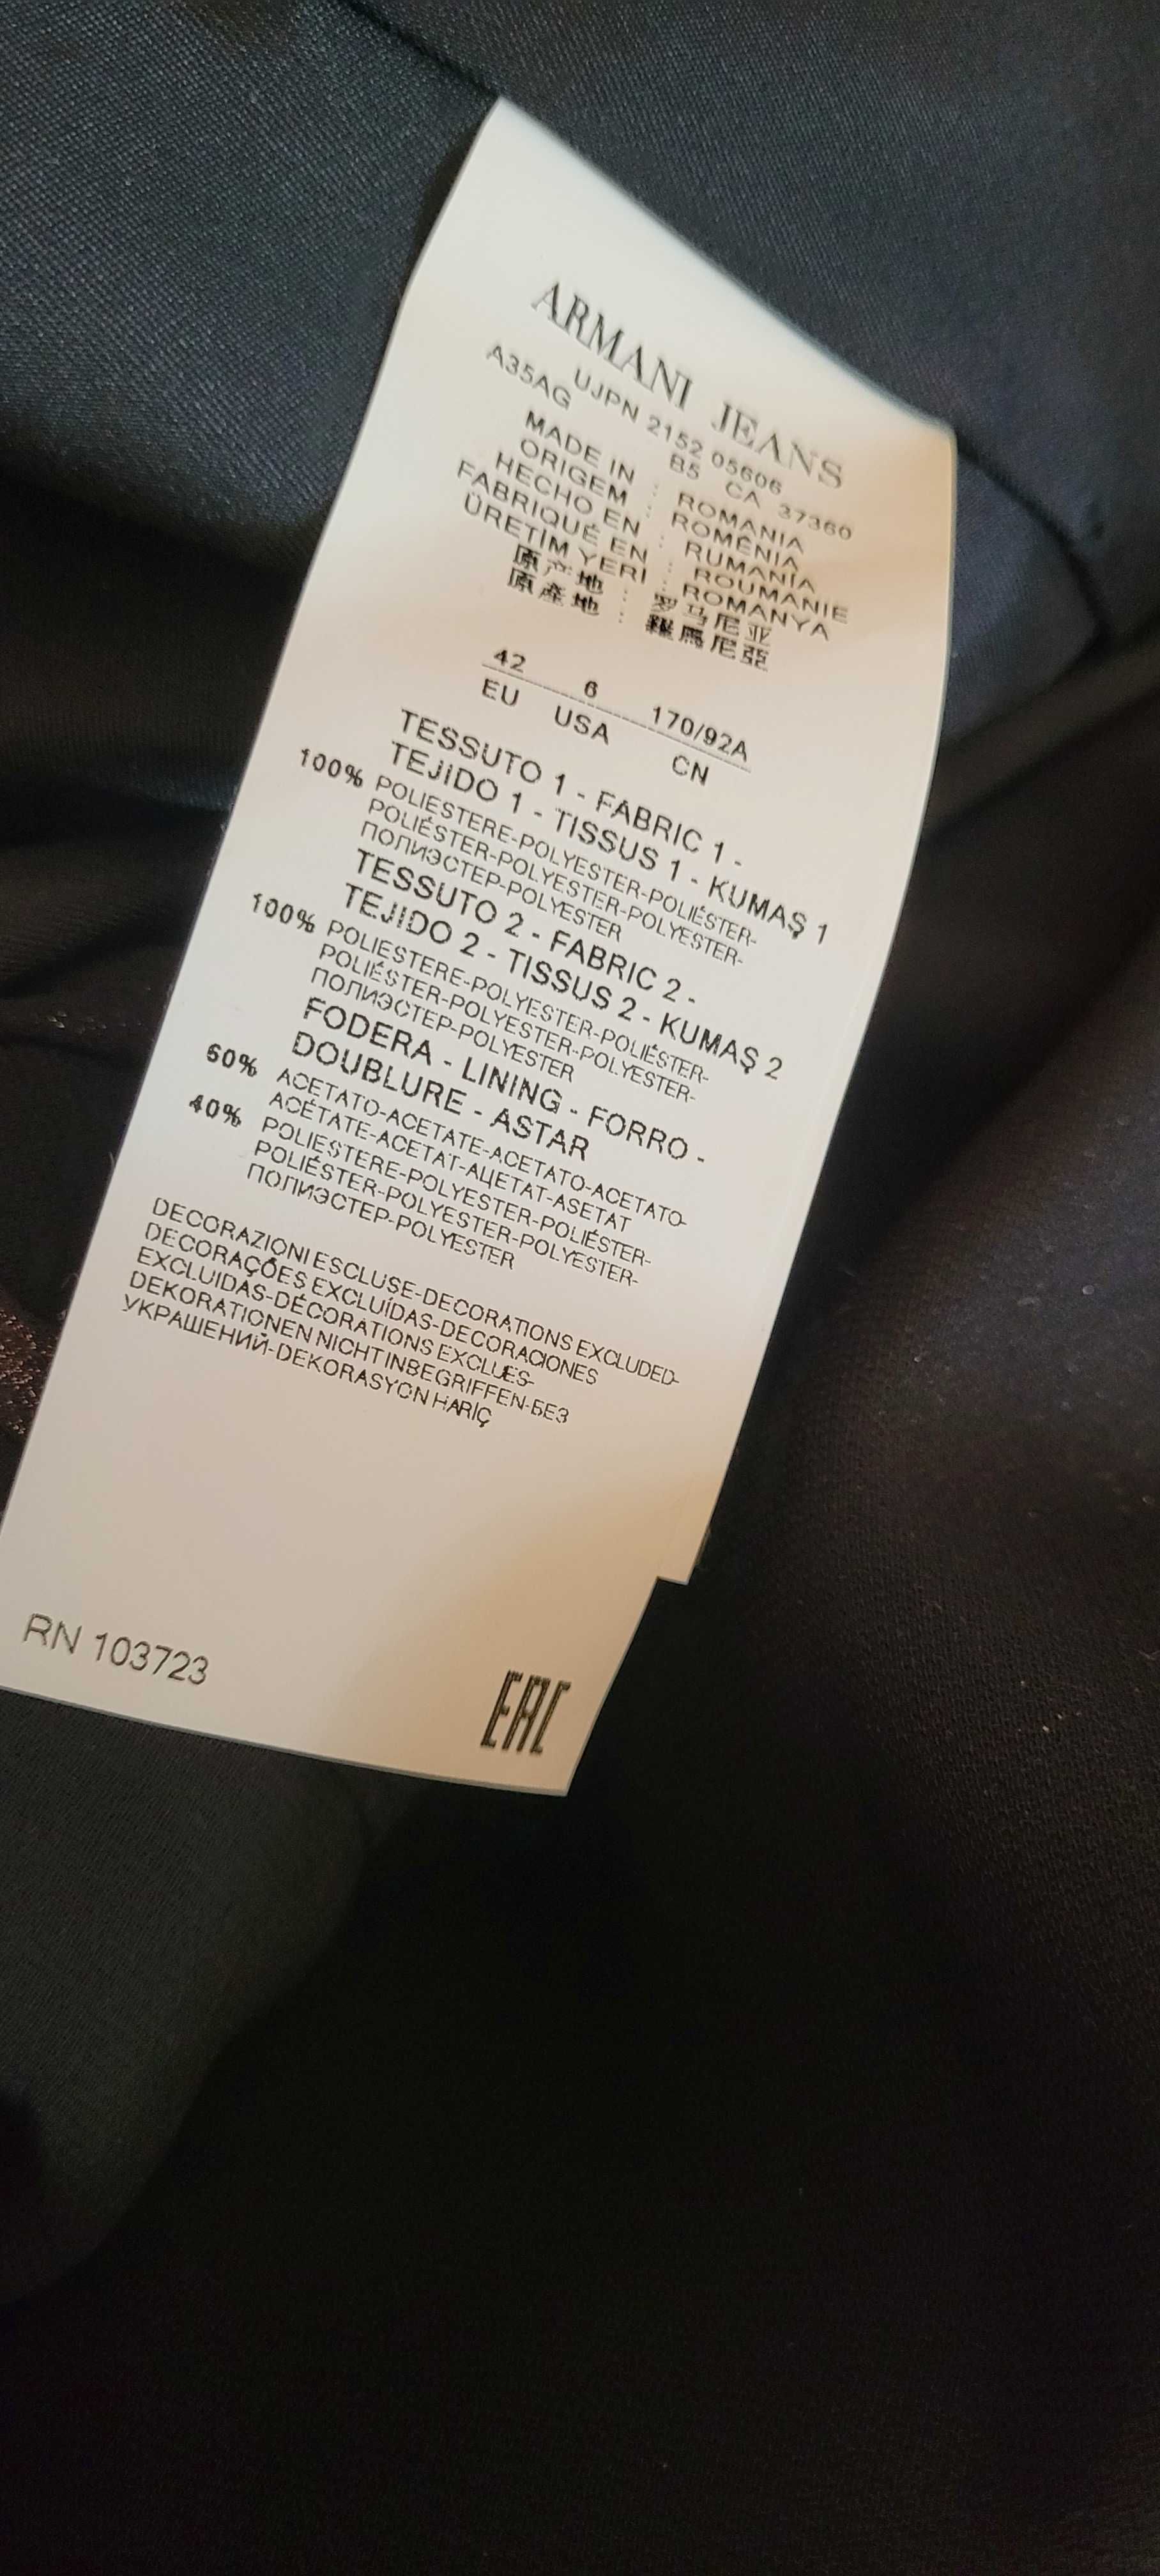 ARMANI JEANS
UJPN 2152 05606
A35AG B5 CA 37360
MADE IN : ROMANIA
ORIGEM : ROMÉNIA
HECHO EN : RUMANÍA
FABRIQUÉ EN : ROUMANIE
ÜRETİM YERİ : ROMANYA
原产地 : 罗马尼亚
原產地 : 羅馬尼亞
42 6 170/92A
EU USA CN
TESSUTO 1 - FABRIC 1 -
TEJIDO 1 - TISSUS 1 - KUMAŞ 1
100% POLIESTERE-POLYESTER-POLIÉSTER-
POLIÉSTER-POLYESTER-POLYESTER-
ПОЛИЭСТЕР-POLYESTER
TESSUTO 2 - FABRIC 2 -
TEJIDO 2 - TISSUS 2 - KUMAŞ 2
100% POLIESTERE-POLYESTER-POLIÉSTER-
POLIÉSTER-POLYESTER-POLYESTER-
ПОЛИЭСТЕР-POLYESTER
FODERA - LINING - FORRO -
DOUBLURE - ASTAR
60% ACETATO-ACETATE-ACETATO-ACETATO-
ACÉTATE-ACETAT-АЦЕТАТ-ASETAT
40% POLIESTERE-POLYESTER-POLIÉSTER-
POLIÉSTER-POLYESTER-POLYESTER-
ПОЛИЭСТЕР-POLYESTER
DECORAZIONI ESCLUSE-DECORATIONS EXCLUDED-
DECORAÇÕES EXCLUÍDAS-DECORACIONES
EXCLUIDAS-DÉCORATIONS EXCLUES-
DEKORATIONEN NICHT INBEGRIFFEN-БЕЗ
УКРАШЕНИЙ-DEKORASYON HARİÇ
RN 103723
EAC